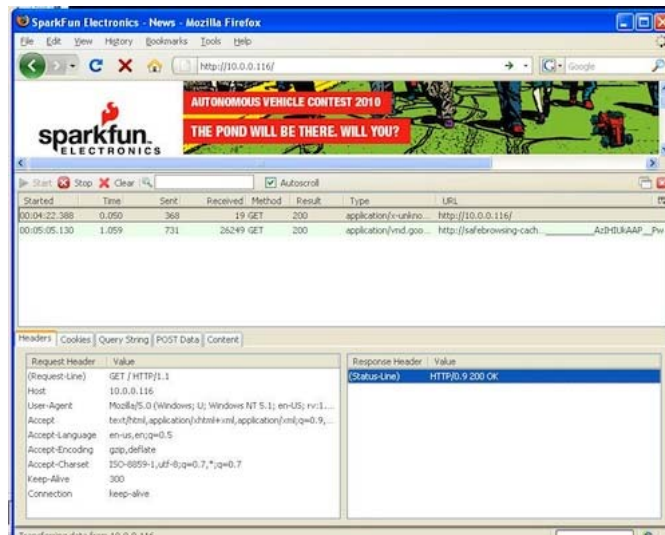 SparkFun Electronics - News - Mozilla Firefox
File Edit View History Bookmarks Tools Help
http://10.0.0.116/ Google
AUTONOMOUS VEHICLE CONTEST 2010
THE POND WILL BE THERE. WILL YOU?
sparkfun
ELECTRONICS
Start Stop Clear Autoscroll
Started Time Sent Received Method Result Type URL
00:04:22.388 0.050 368 19 GET 200 application/x-unkno... http://10.0.0.116/
00:05:05.130 1.059 731 26249 GET 200 application/vnd.goo... http://safebrowsing-cach... AzIHIUkAAP__Pw
Headers Cookies Query String POST Data Content
Request Header Value
(Request-Line) GET / HTTP/1.1
Host 10.0.0.116
User-Agent Mozilla/5.0 (Windows; U; Windows NT 5.1; en-US; rv:1....
Accept text/html,application/xhtml+xml,application/xml;q=0.9,...
Accept-Language en-us,en;q=0.5
Accept-Encoding gzip,deflate
Accept-Charset ISO-8859-1,utf-8;q=0.7,*;q=0.7
Keep-Alive 300
Connection keep-alive
Response Header Value
(Status-Line) HTTP/0.9 200 OK
Transferring data from 10.0.0.116